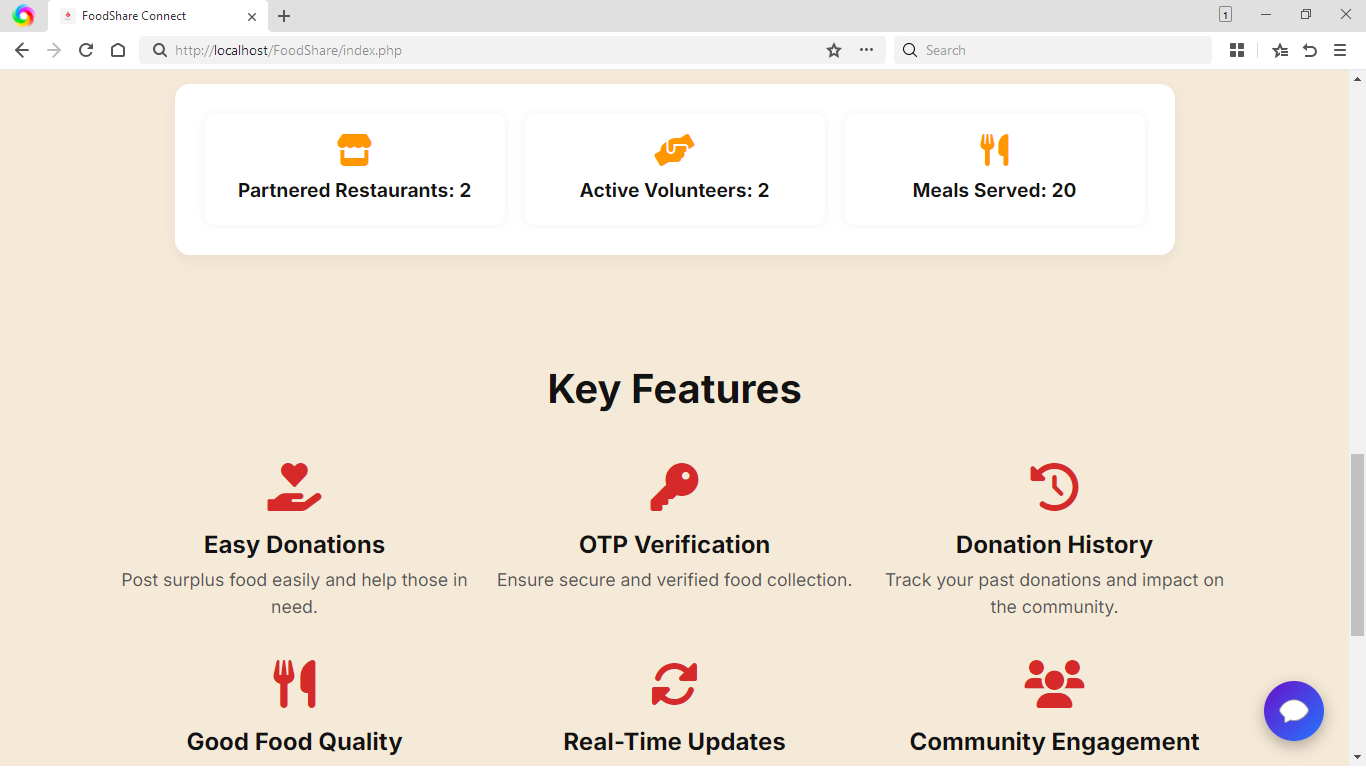 FoodShare Connect
1
http://localhost/FoodShare/index.php
Search
Partnered Restaurants: 2
Active Volunteers: 2
Meals Served: 20
Key Features
Easy Donations
Post surplus food easily and help those in
need.
OTP Verification
Ensure secure and verified food collection.
Donation History
Track your past donations and impact on
the community.
Good Food Quality
Real-Time Updates
Community Engagement